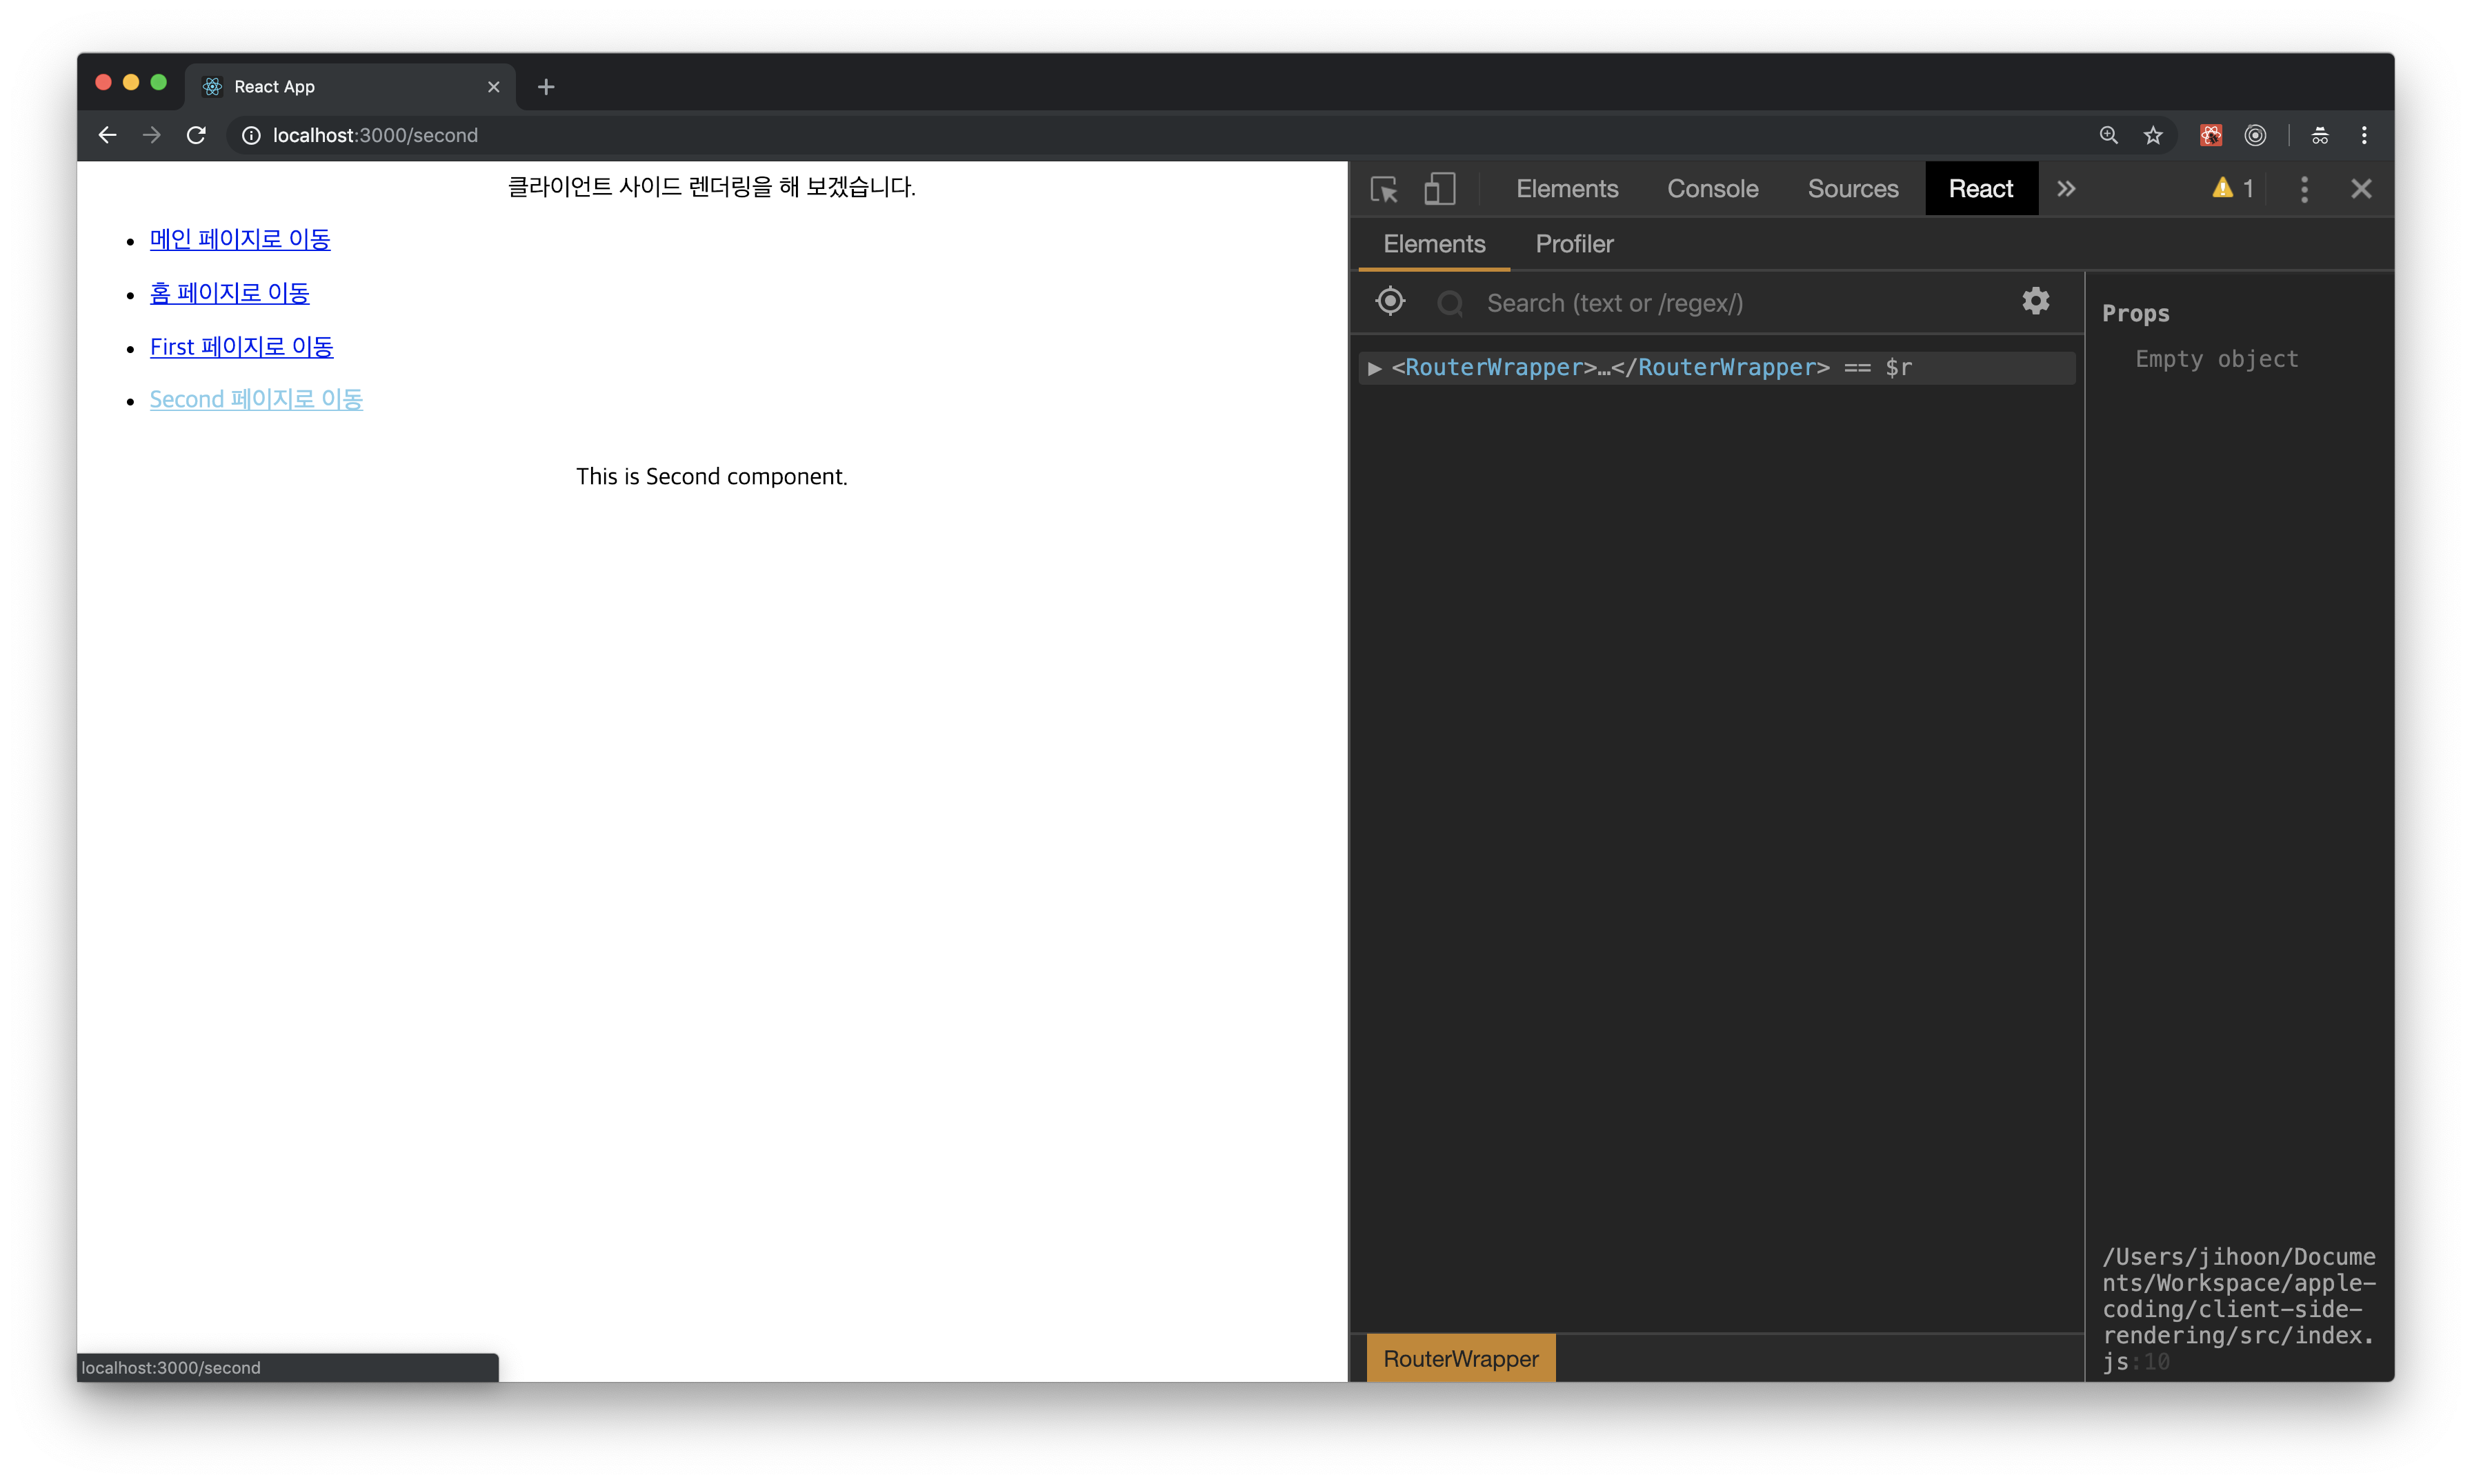 React App
localhost:3000/second
클라이언트 사이드 렌더링을 해 보겠습니다.
메인 페이지로 이동
홈 페이지로 이동
First 페이지로 이동
Second 페이지로 이동
This is Second component.
localhost:3000/second
Elements Console Sources React 1
Elements Profiler
Search (text or /regex/)
<RouterWrapper>…</RouterWrapper> == $r
RouterWrapper
Props
Empty object
/Users/jihoon/Docume
nts/Workspace/apple-
coding/client-side-
rendering/src/index.
js:10